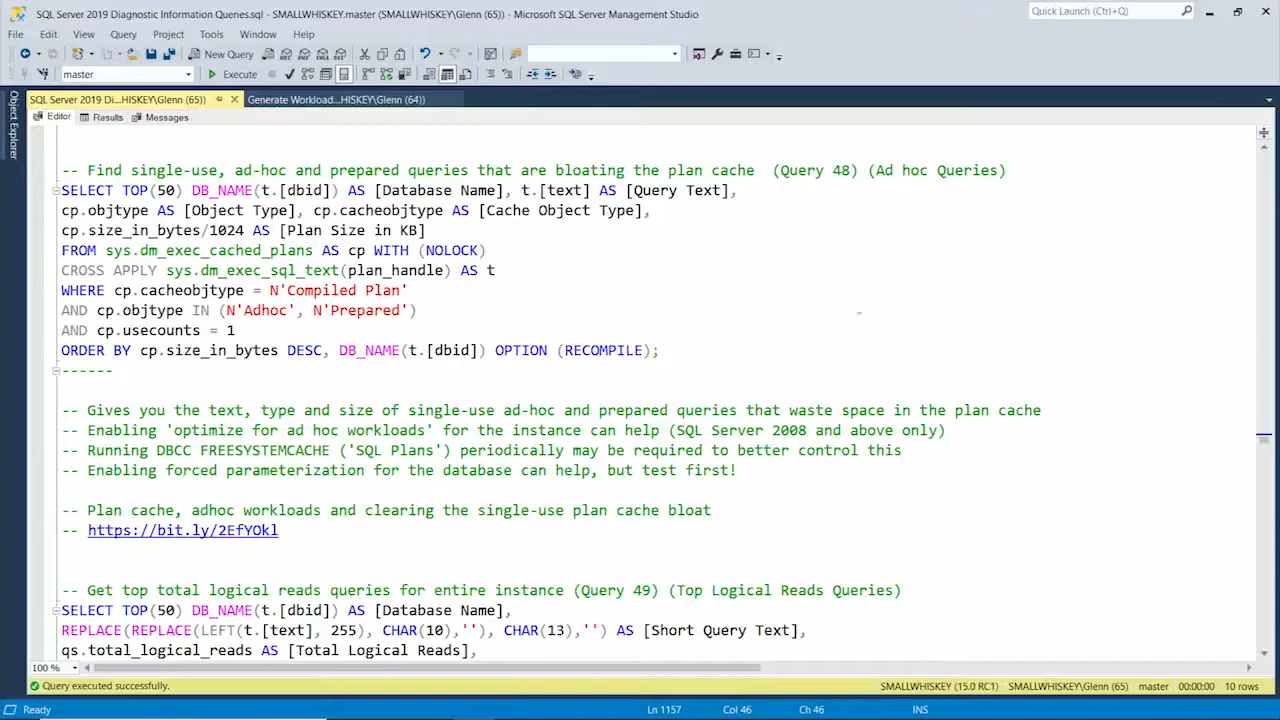 SQL Server 2019 Diagnostic Information Queries.sql - SMALLWHISKEY.master (SMALLWHISKEY\Glenn (65)) - Microsoft SQL Server Management Studio
Quick Launch (Ctrl+Q)
File Edit View Query Project Tools Window Help
New Query
master Execute
SQL Server 2019 Di...HISKEY\Glenn (65)) Generate Workload...HISKEY\Glenn (64))
Object Explorer
Editor Results Messages
-- Find single-use, ad-hoc and prepared queries that are bloating the plan cache  (Query 48) (Ad hoc Queries)
SELECT TOP(50) DB_NAME(t.[dbid]) AS [Database Name], t.[text] AS [Query Text],
cp.objtype AS [Object Type], cp.cacheobjtype AS [Cache Object Type],
cp.size_in_bytes/1024 AS [Plan Size in KB]
FROM sys.dm_exec_cached_plans AS cp WITH (NOLOCK)
CROSS APPLY sys.dm_exec_sql_text(plan_handle) AS t
WHERE cp.cacheobjtype = N'Compiled Plan'
AND cp.objtype IN (N'Adhoc', N'Prepared')
AND cp.usecounts = 1
ORDER BY cp.size_in_bytes DESC, DB_NAME(t.[dbid]) OPTION (RECOMPILE);
------
-- Gives you the text, type and size of single-use ad-hoc and prepared queries that waste space in the plan cache
-- Enabling 'optimize for ad hoc workloads' for the instance can help (SQL Server 2008 and above only)
-- Running DBCC FREESYSTEMCACHE ('SQL Plans') periodically may be required to better control this
-- Enabling forced parameterization for the database can help, but test first!
-- Plan cache, adhoc workloads and clearing the single-use plan cache bloat
-- https://bit.ly/2EfYOkl
-- Get top total logical reads queries for entire instance (Query 49) (Top Logical Reads Queries)
SELECT TOP(50) DB_NAME(t.[dbid]) AS [Database Name],
REPLACE(REPLACE(LEFT(t.[text], 255), CHAR(10),''), CHAR(13),'') AS [Short Query Text],
qs.total_logical_reads AS [Total Logical Reads],
100 %
Query executed successfully. SMALLWHISKEY (15.0 RC1) SMALLWHISKEY\Glenn (65) master 00:00:00 10 rows
Ready Ln 1157 Col 46 Ch 46 INS